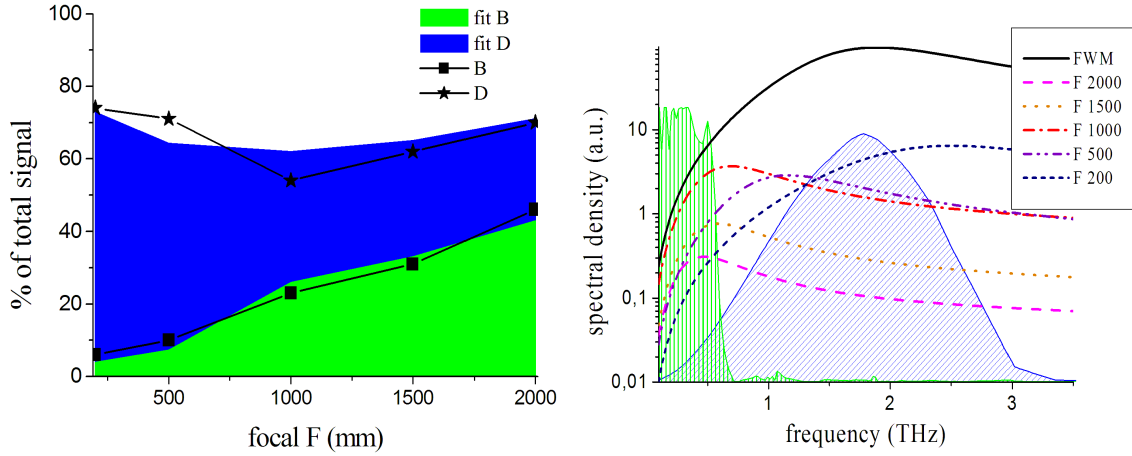 100
80
60
40
20
0
% of total signal
500
1000
1500
2000
focal F (mm)
fit B
fit D
B
D
10
1
0,1
0,01
spectral density (a.u.)
1
2
3
frequency (THz)
FWM
F 2000
F 1500
F 1000
F 500
F 200